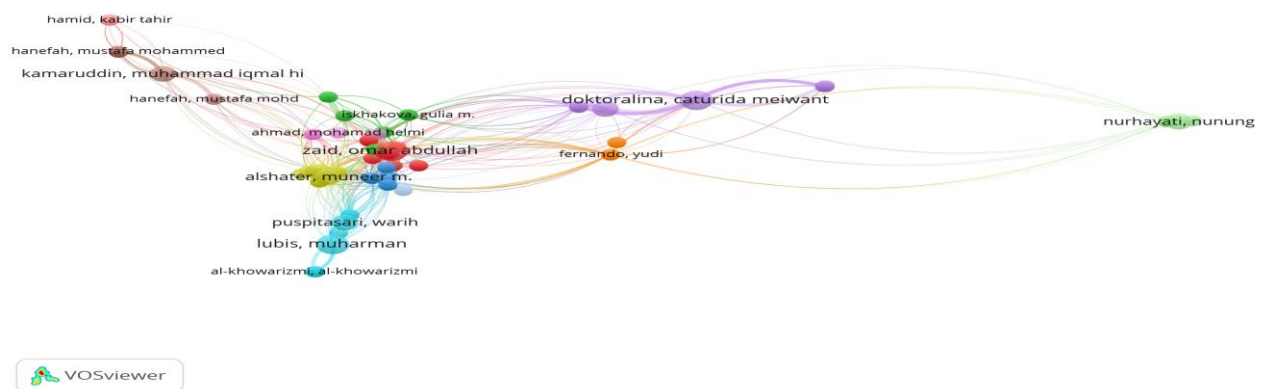 hamid, kabir tahir
hanefah, mustafa mohammed
kamaruddin, muhammad iqmal hi
hanefah, mustafa mohd
doktoralina, caturida meiwant
iskhakova, gulia m.
nurhayati, nunung
ahmad, mohamad helmi
zaid, omar abdullah
fernando, yudi
alshater, muneer m.
puspitasari, warih
lubis, muharman
al-khowarizmi, al-khowarizmi
VOSviewer